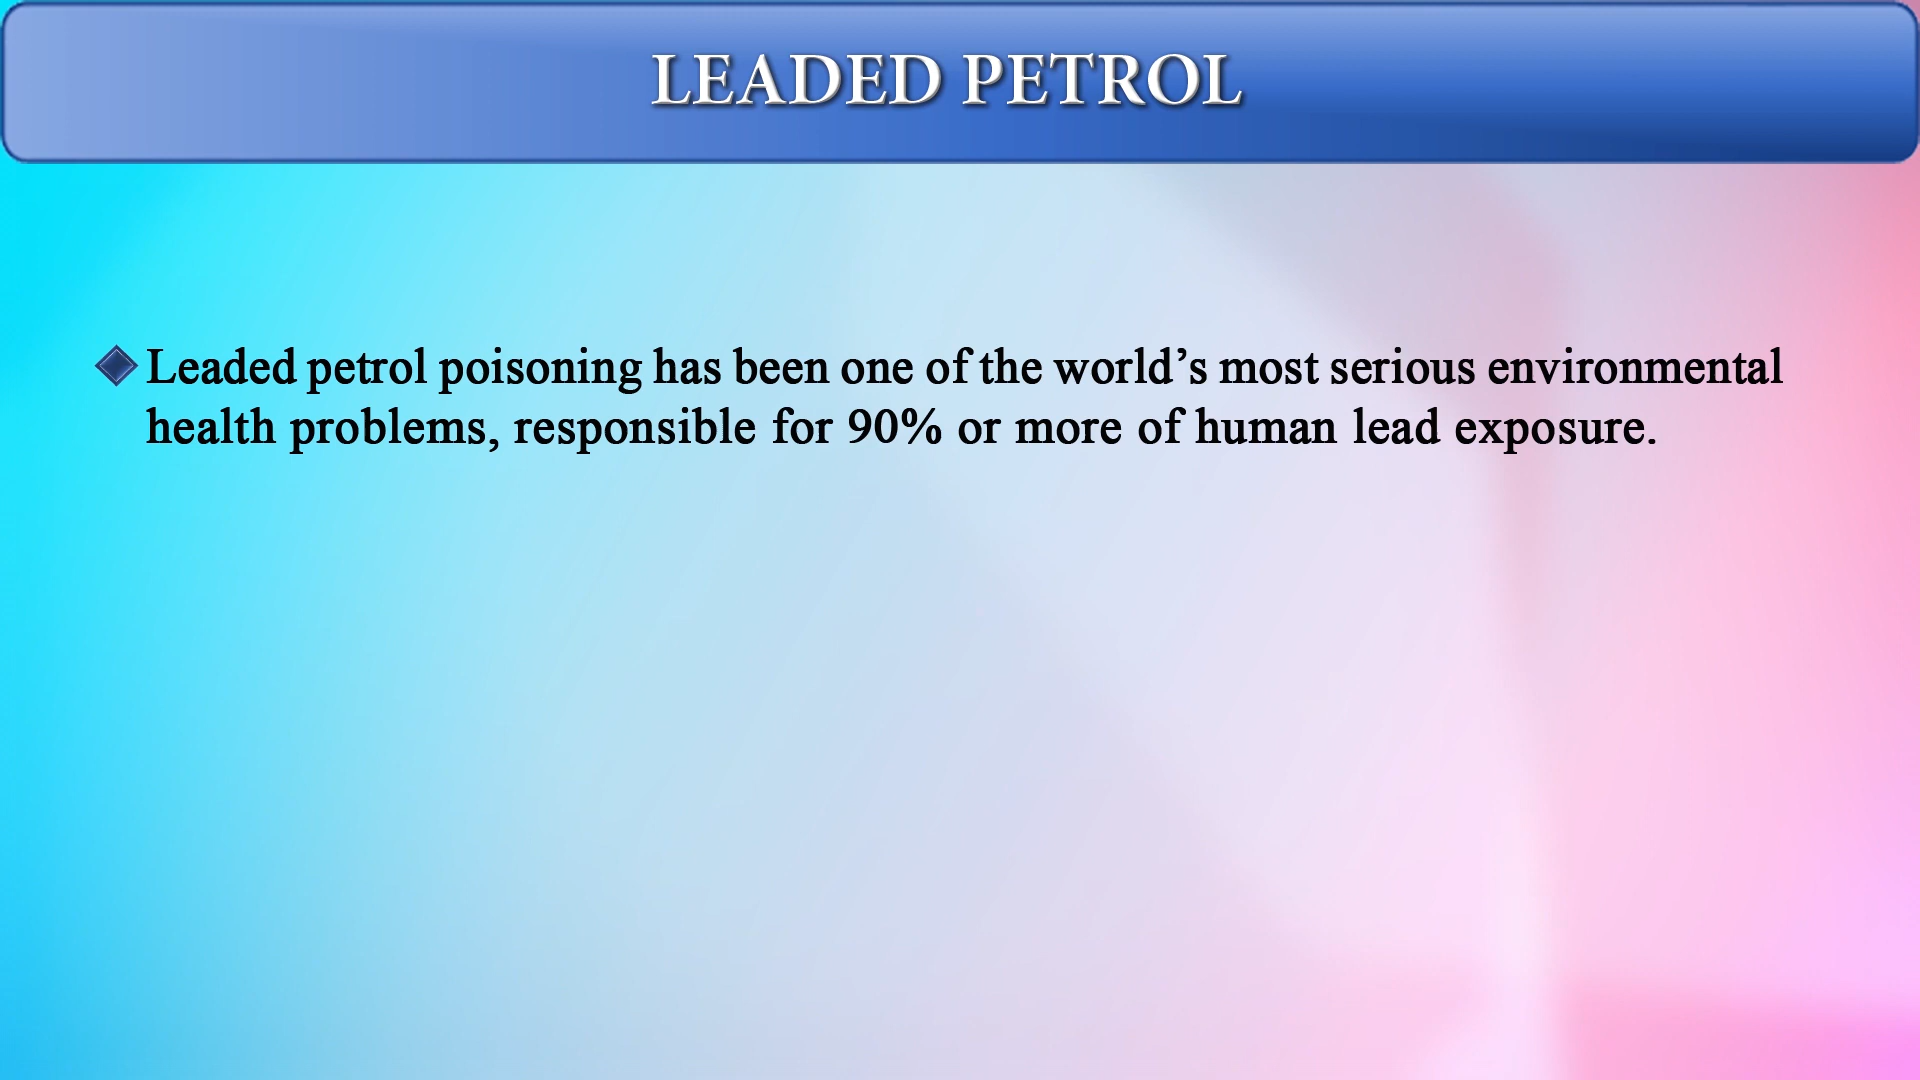 LEADED PETROL
Leaded petrol poisoning has been one of the world’s most serious environmental
health problems, responsible for 90% or more of human lead exposure.